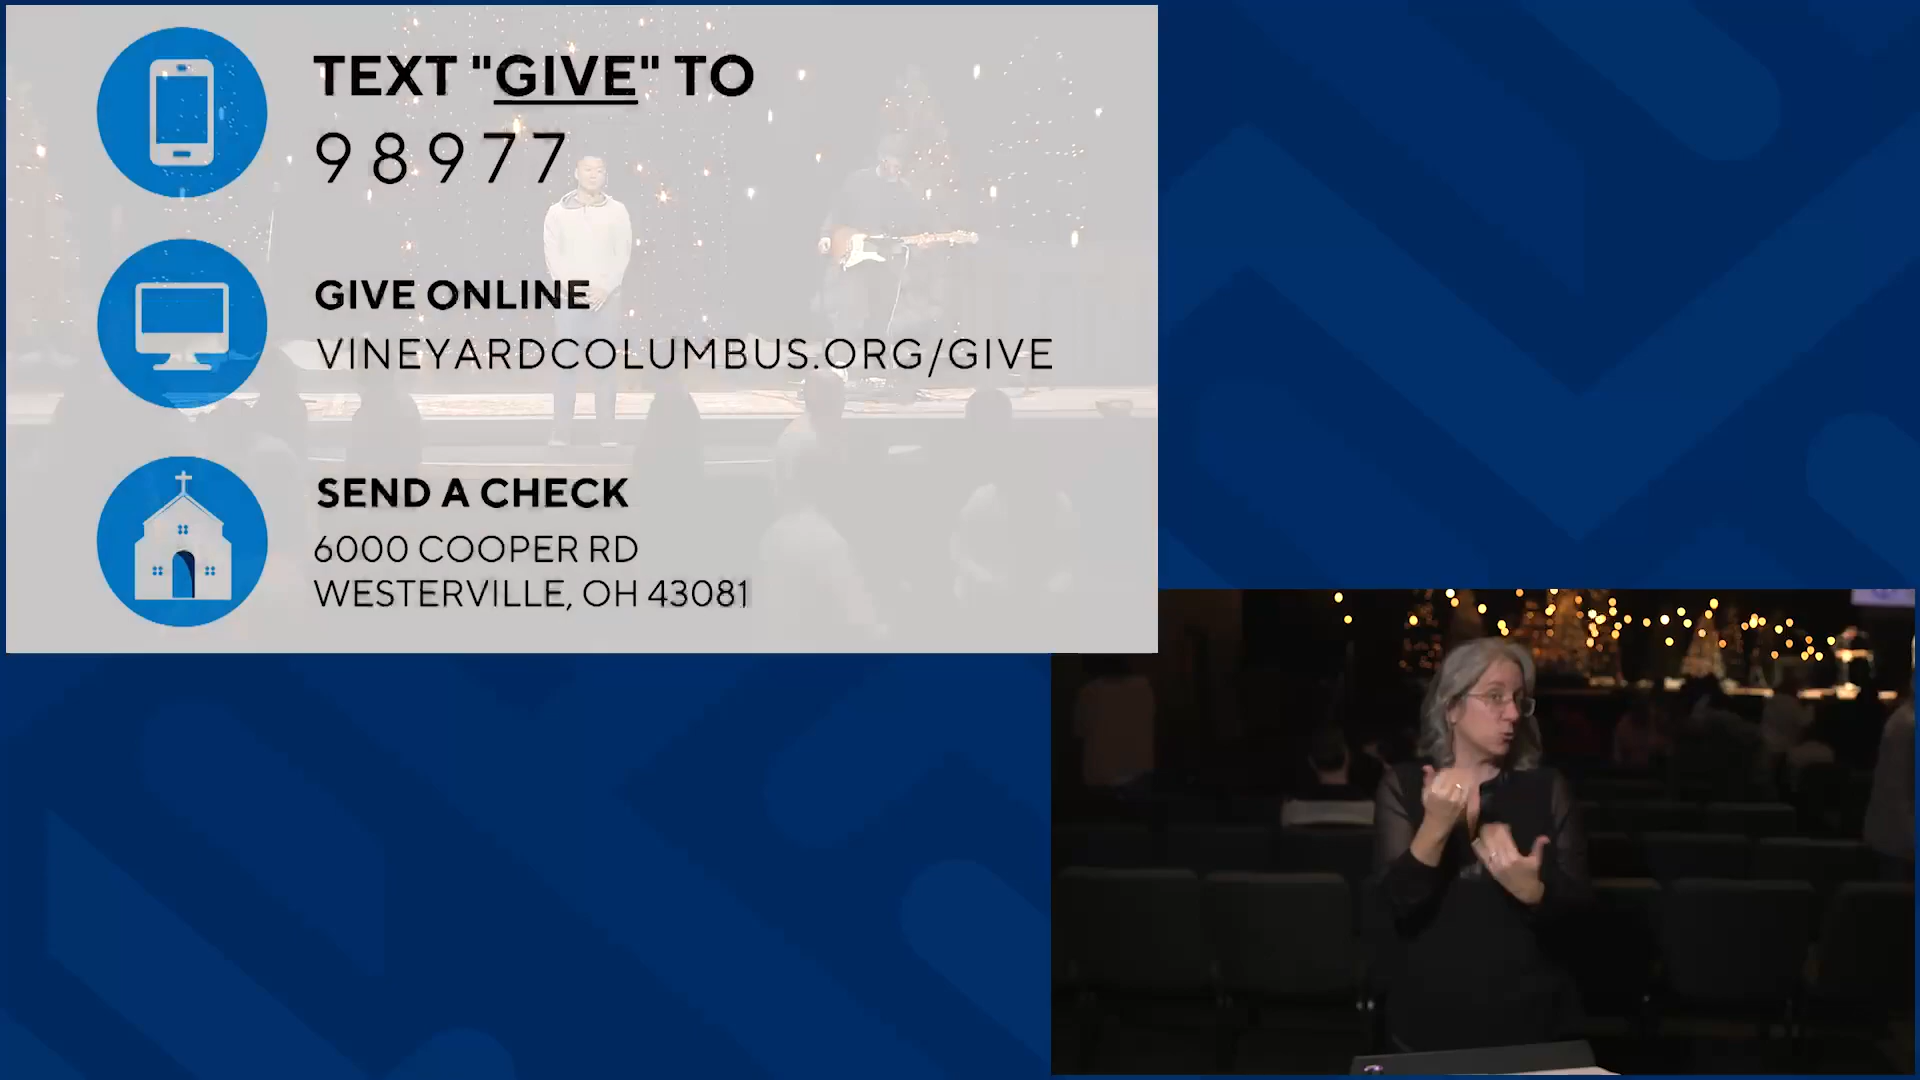 TEXT "GIVE" TO
98977
GIVE ONLINE
VINEYARDCOLUMBUS.ORG/GIVE
SEND A CHECK
6000 COOPER RD
WESTERVILLE, OH 43081